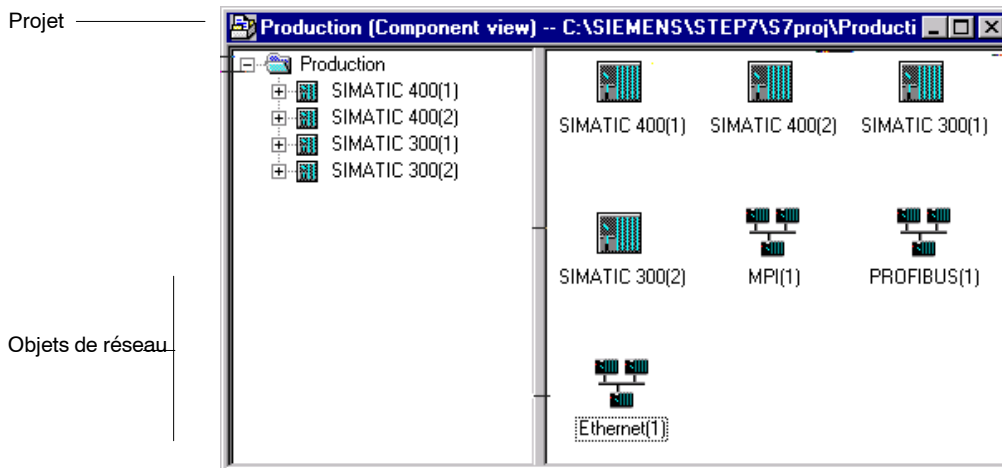 Projet
Production (Component view) -- C:\SIEMENS\STEP7\S7proj\Producti
Production
SIMATIC 400(1)
SIMATIC 400(2)
SIMATIC 300(1)
SIMATIC 300(2)
SIMATIC 400(1) SIMATIC 400(2) SIMATIC 300(1)
SIMATIC 300(2) MPI(1) PROFIBUS(1)
Objets de réseau
Ethernet(1)